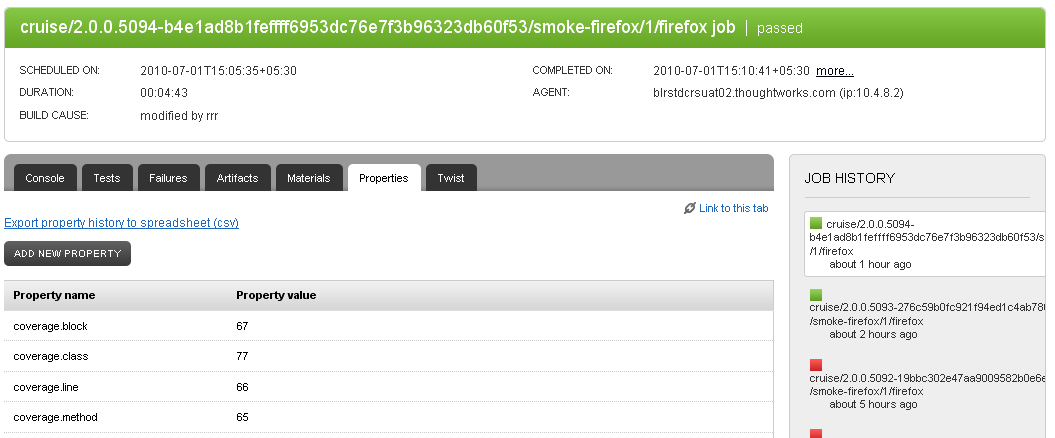 cruise/2.0.0.5094-b4e1ad8b1feffff6953dc76e7f3b96323db60f53/smoke-firefox/1/firefox job | passed
SCHEDULED ON: 2010-07-01T15:05:35+05:30 COMPLETED ON: 2010-07-01T15:10:41+05:30 more...
DURATION: 00:04:43 AGENT: blrstdcrsuat02.thoughtworks.com (ip:10.4.8.2)
BUILD CAUSE: modified by rrr
Console Tests Failures Artifacts Materials Properties Twist
Link to this tab
Export property history to spreadsheet (csv)
ADD NEW PROPERTY
Property name Property value
coverage.block 67
coverage.class 77
coverage.line 66
coverage.method 65
JOB HISTORY
cruise/2.0.0.5094-
b4e1ad8b1feffff6953dc76e7f3b96323db60f53/s
/1/firefox
about 1 hour ago
cruise/2.0.0.5093-276c59b0fc921f94ed1c4ab78
/smoke-firefox/1/firefox
about 2 hours ago
cruise/2.0.0.5092-19bbc302e47aa9009582b0e6e
/smoke-firefox/1/firefox
about 5 hours ago